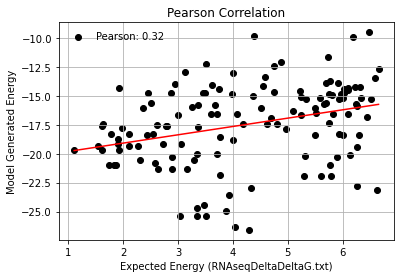 Pearson Correlation
Pearson: 0.32
Model Generated Energy
−10.0
−12.5
−15.0
−17.5
−20.0
−22.5
−25.0
1 2 3 4 5 6
Expected Energy (RNAseqDeltaDeltaG.txt)